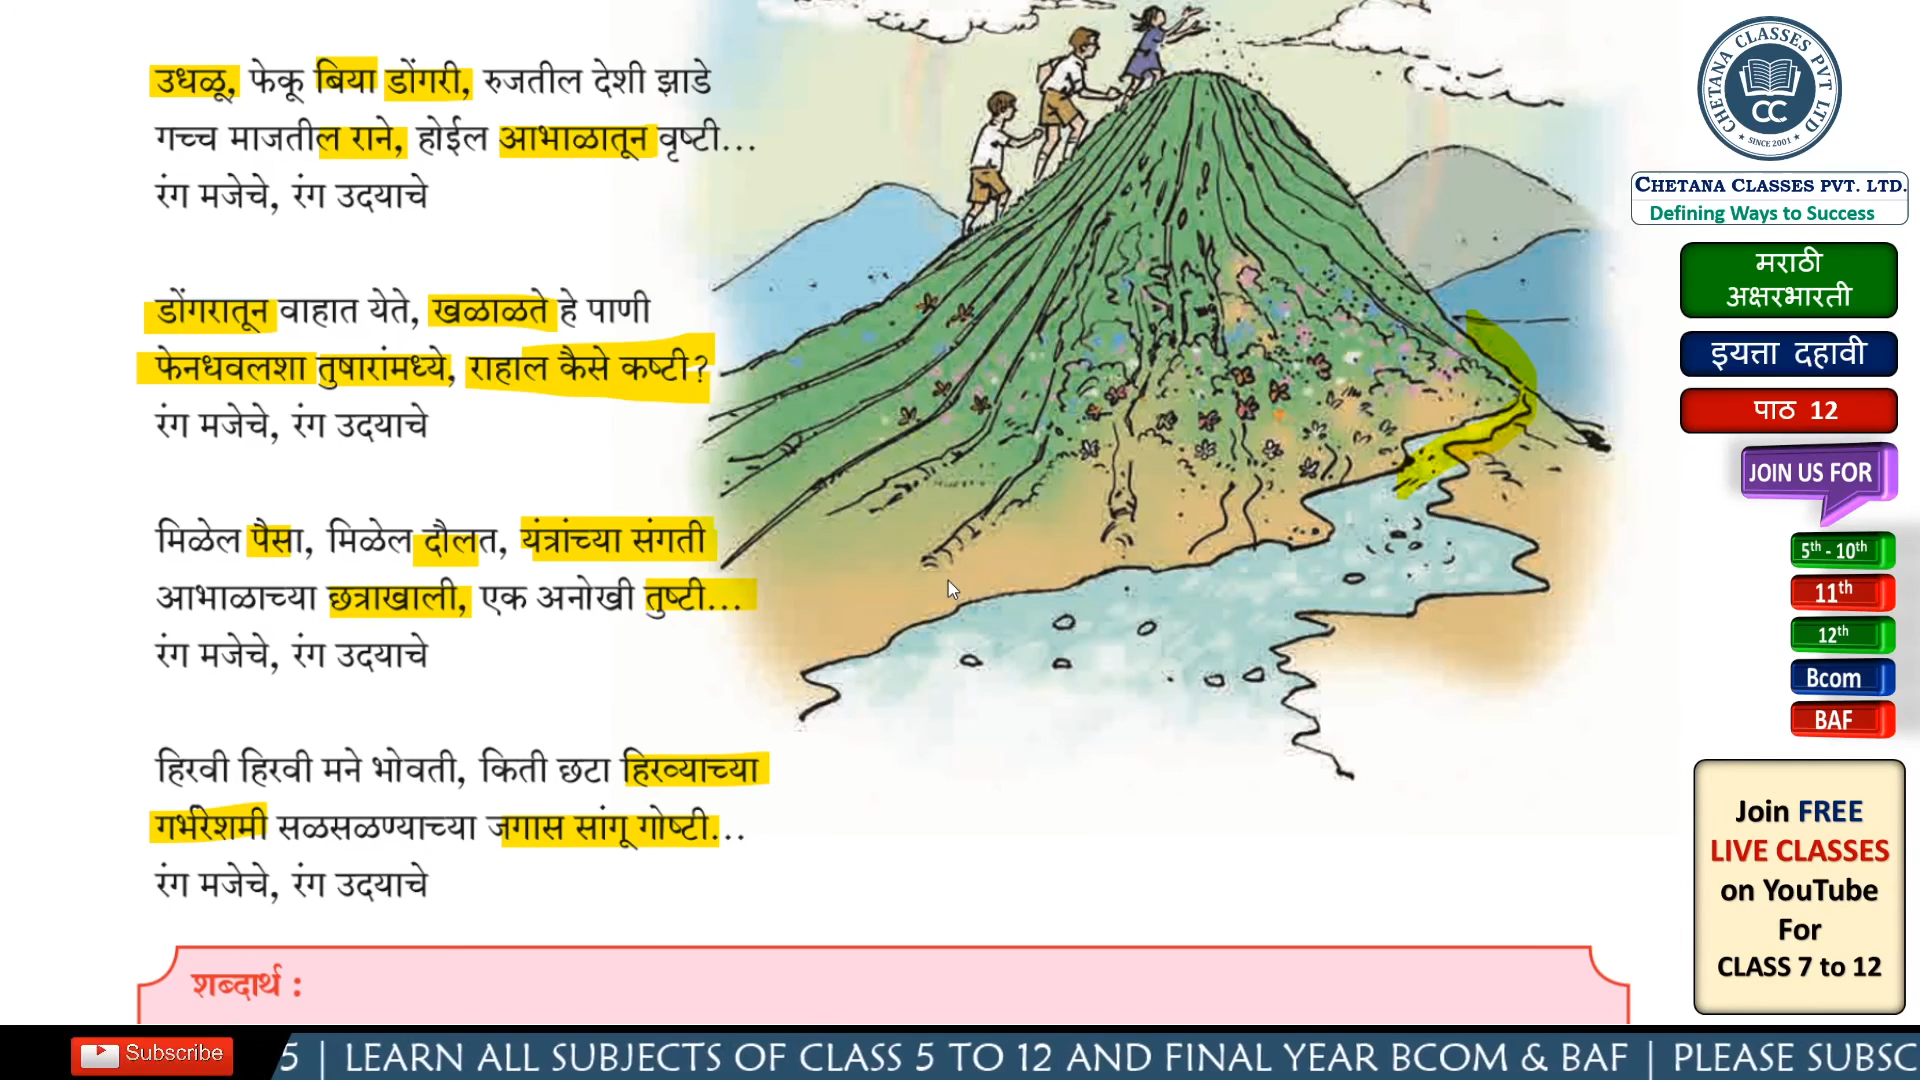 उधळू, फेकू बिया डोंगरी, रुजतील देशी झाडे
गच्च माजतील राने, होईल आभाळातून वृष्टी...
रंग मजेचे, रंग उदयाचे
डोंगरातून वाहात येते, खळाळते हे पाणी
फेनधवलशा तुषारांमध्ये, राहाल कैसे कष्टी?
रंग मजेचे, रंग उदयाचे
मिळेल पैसा, मिळेल दौलत, यंत्रांच्या संगती
आभाळाच्या छत्राखाली, एक अनोखी तुष्टी...
रंग मजेचे, रंग उदयाचे
हिरवी हिरवी मने भोवती, किती छटा हिरव्याच्या
गर्भरेशमी सळसळण्याच्या जगास सांगू गोष्टी...
रंग मजेचे, रंग उदयाचे
शब्दार्थ :
CHETANA CLASSES PVT LTD
CC
SINCE 2001
CHETANA CLASSES PVT. LTD.
Defining Ways to Success
मराठी
अक्षरभारती
इयत्ता दहावी
पाठ 12
JOIN US FOR
5th - 10th
11th
12th
Bcom
BAF
Join FREE
LIVE CLASSES
on YouTube
For
CLASS 7 to 12
Subscribe
5 | LEARN ALL SUBJECTS OF CLASS 5 TO 12 AND FINAL YEAR BCOM & BAF | PLEASE SUBSC